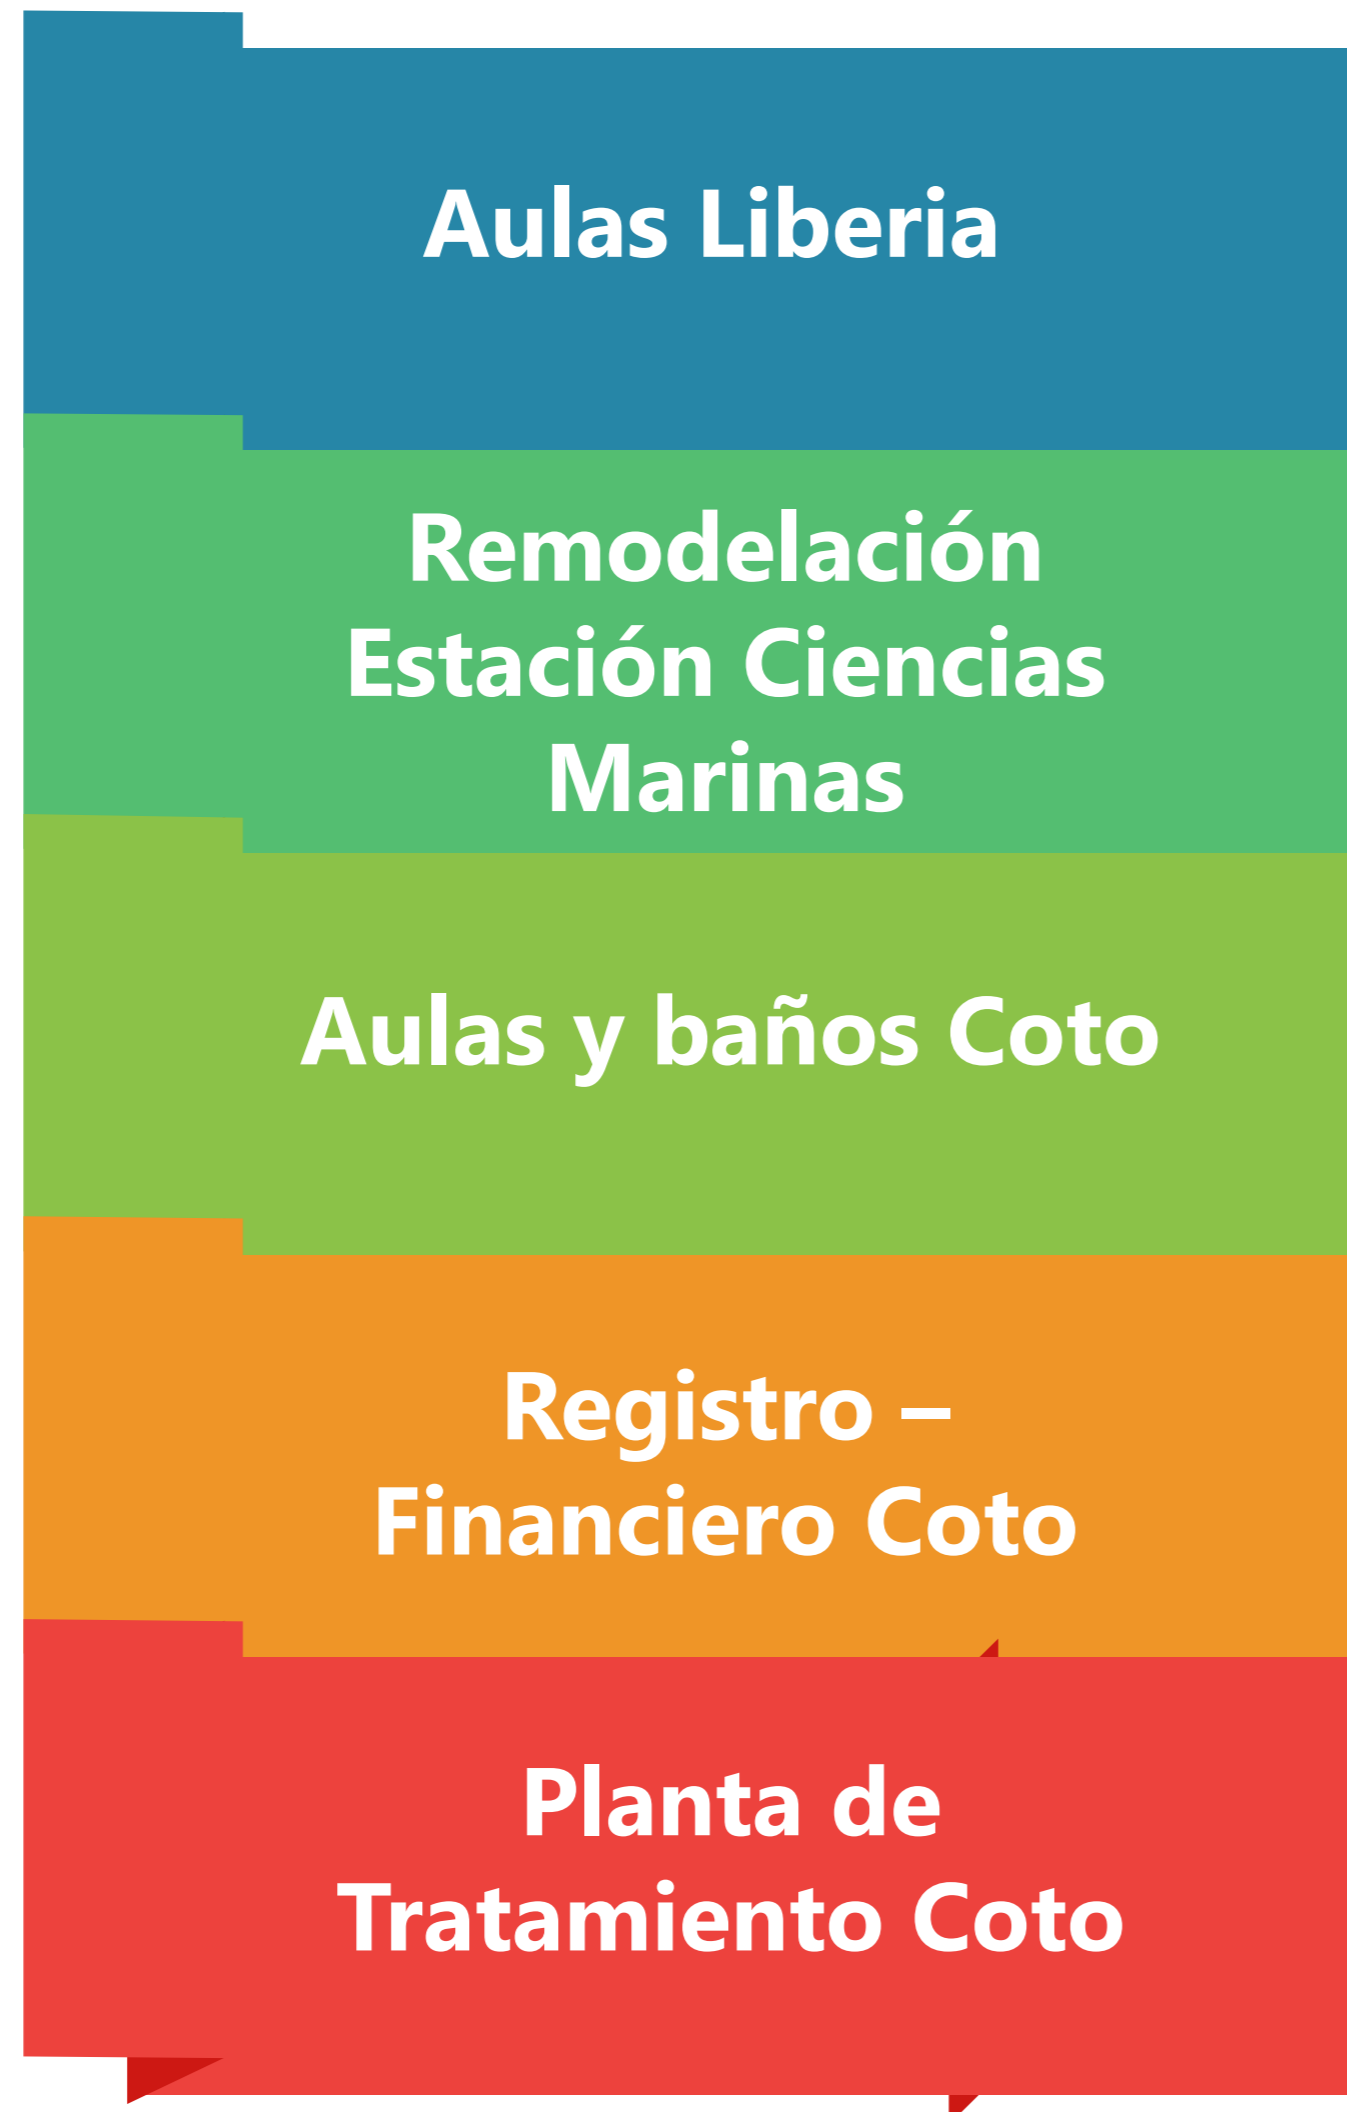 Aulas Liberia
Remodelación
Estación Ciencias
Marinas
Aulas y baños Coto
Registro –
Financiero Coto
Planta de
Tratamiento Coto